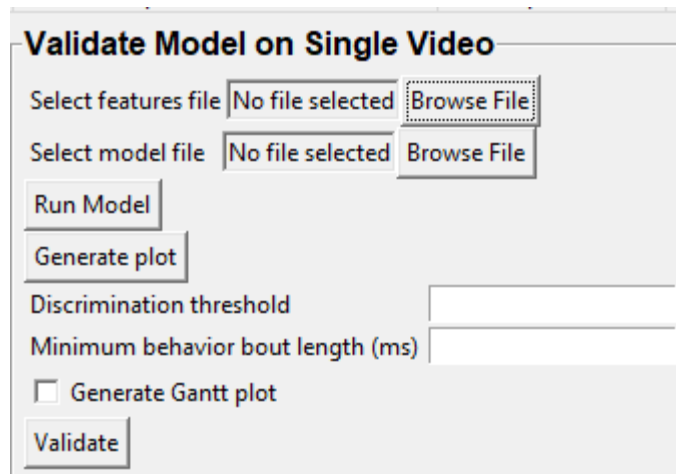 Validate Model on Single Video
Select features file No file selected Browse File
Select model file No file selected Browse File
Run Model
Generate plot
Discrimination threshold
Minimum behavior bout length (ms)
Generate Gantt plot
Validate